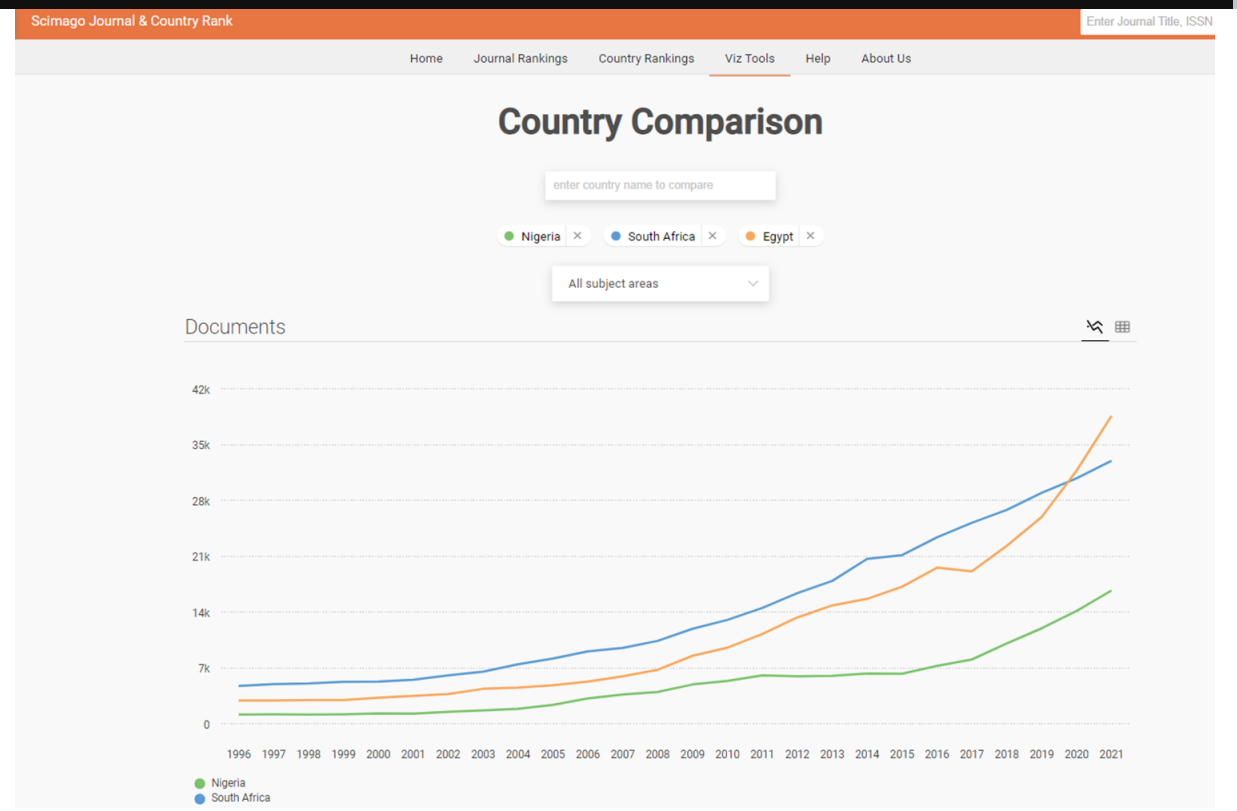 Scimago Journal & Country Rank
Enter Journal Title, ISSN
Home Journal Rankings Country Rankings Viz Tools Help About Us
Country Comparison
enter country name to compare
Nigeria × South Africa × Egypt ×
All subject areas
Documents
42k
35k
28k
21k
14k
7k
0
1996 1997 1998 1999 2000 2001 2002 2003 2004 2005 2006 2007 2008 2009 2010 2011 2012 2013 2014 2015 2016 2017 2018 2019 2020 2021
Nigeria
South Africa